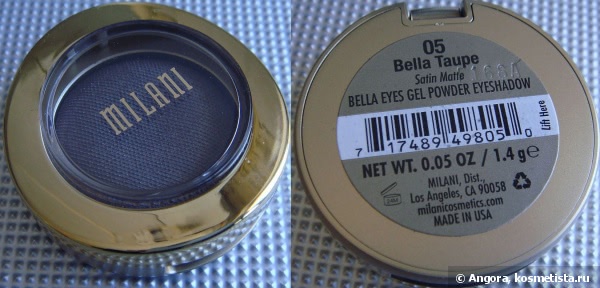 MILANI
05
Bella Taupe
Satin Matte
BELLA EYES GEL POWDER EYESHADOW
Lift Here
7 17489 49805 0
NET WT. 0.05 OZ / 1.4 g℮
MILANI, Dist.,
Los Angeles, CA 90058
milanicosmetics.com
MADE IN USA
© Angora, kosmetista.ru